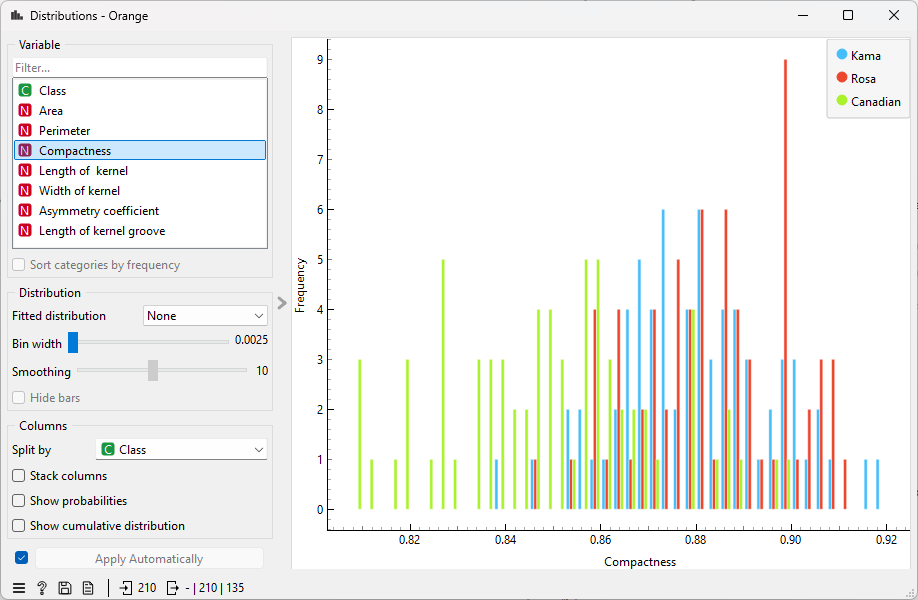 Distributions - Orange
Variable
Filter...
C Class
N Area
N Perimeter
N Compactness
N Length of kernel
N Width of kernel
N Asymmetry coefficient
N Length of kernel groove
Sort categories by frequency
Distribution
Fitted distribution None
Bin width 0.0025
Smoothing 10
Hide bars
Columns
Split by C Class
Stack columns
Show probabilities
Show cumulative distribution
Apply Automatically
? 210 - | 210 | 135
Frequency
9
8
7
6
5
4
3
2
1
0
0.82 0.84 0.86 0.88 0.90 0.92
Compactness
Kama
Rosa
Canadian